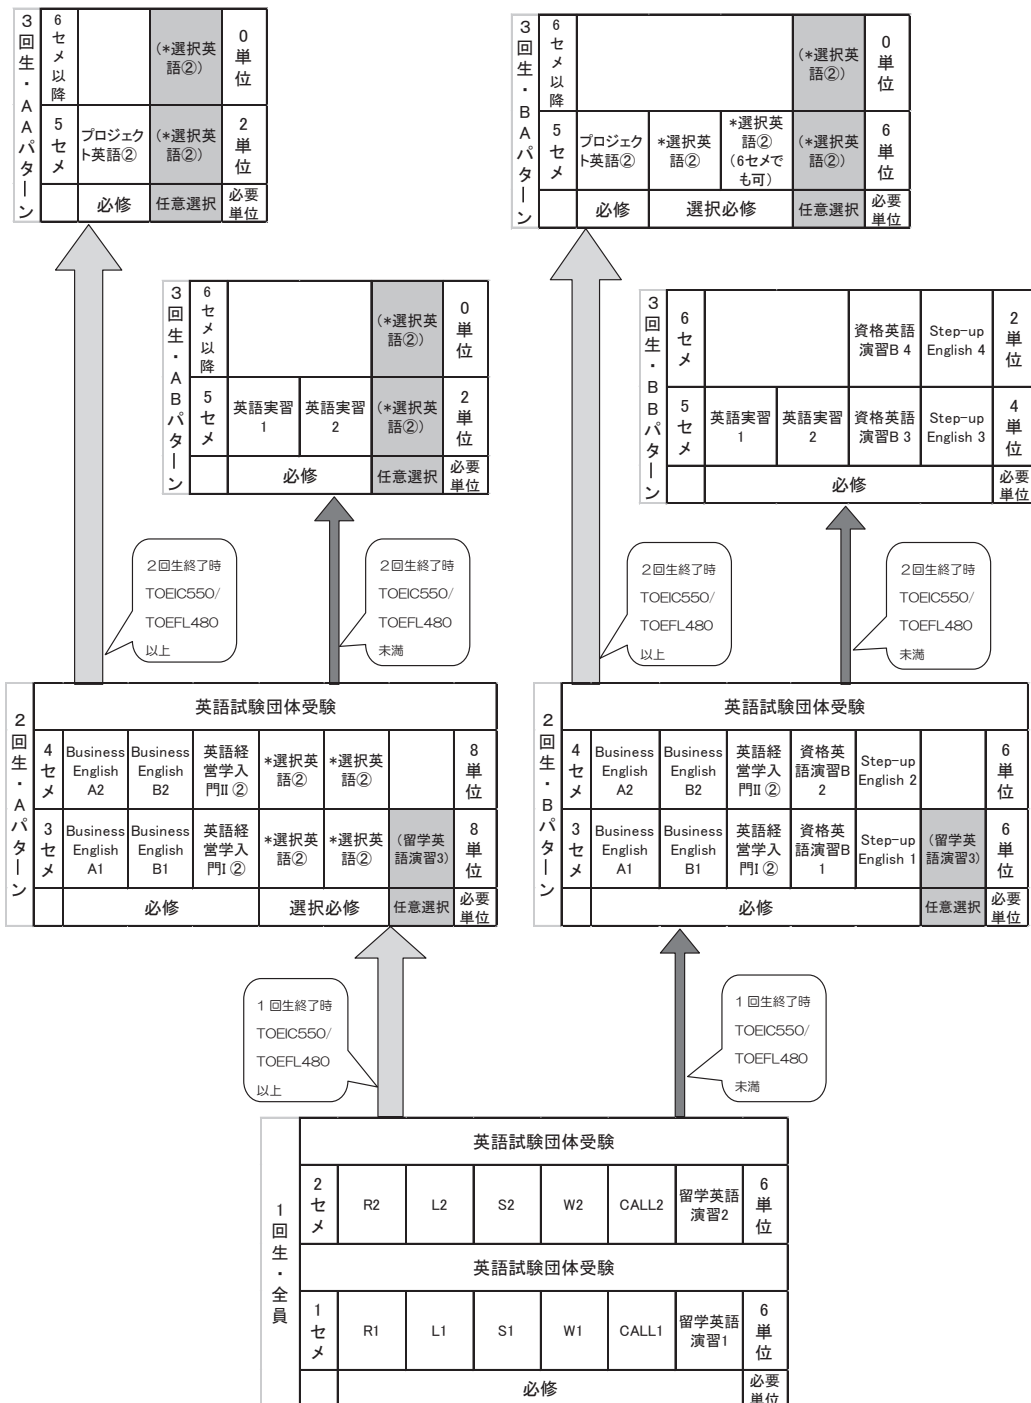 3回生・AAパターン
6セメ以降
(*選択英
語②)
0単位
5セメ
プロジェク
ト英語②
(*選択英
語②)
2単位
必修
任意選択
必要
単位
3回生・BAパターン
6セメ以降
(*選択英
語②)
0単位
5セメ
プロジェク
ト英語②
*選択英
語②
*選択英
語②
(6セメで
も可)
(*選択英
語②)
6単位
必修
選択必修
任意選択
必要
単位
3回生・ABパターン
6セメ以降
(*選択英
語②)
0単位
5セメ
英語実習
1
英語実習
2
(*選択英
語②)
2単位
必修
任意選択
必要
単位
3回生・BBパターン
6セメ
資格英語
演習B 4
Step-up
English 4
2単位
5セメ
英語実習
1
英語実習
2
資格英語
演習B 3
Step-up
English 3
4単位
必修
必要
単位
2回生終了時
TOEIC550/
TOEFL480
以上
2回生終了時
TOEIC550/
TOEFL480
未満
2回生終了時
TOEIC550/
TOEFL480
以上
2回生終了時
TOEIC550/
TOEFL480
未満
2回生・Aパターン
英語試験団体受験
4セメ
Business
English
A2
Business
English
B2
英語経
営学入
門II ②
*選択英
語②
*選択英
語②
8単位
3セメ
Business
English
A1
Business
English
B1
英語経
営学入
門I ②
*選択英
語②
*選択英
語②
(留学英
語演習3)
8単位
必修
選択必修
任意選択
必要
単位
2回生・Bパターン
英語試験団体受験
4セメ
Business
English
A2
Business
English
B2
英語経
営学入
門II ②
資格英
語演習B
2
Step-up
English 2
6単位
3セメ
Business
English
A1
Business
English
B1
英語経
営学入
門I ②
資格英
語演習B
1
Step-up
English 1
(留学英
語演習3)
6単位
必修
任意選択
必要
単位
1回生終了時
TOEIC550/
TOEFL480
以上
1回生終了時
TOEIC550/
TOEFL480
未満
1回生・全員
英語試験団体受験
2セメ
R2
L2
S2
W2
CALL2
留学英語
演習2
6単位
英語試験団体受験
1セメ
R1
L1
S1
W1
CALL1
留学英語
演習1
6単位
必修
必要
単位